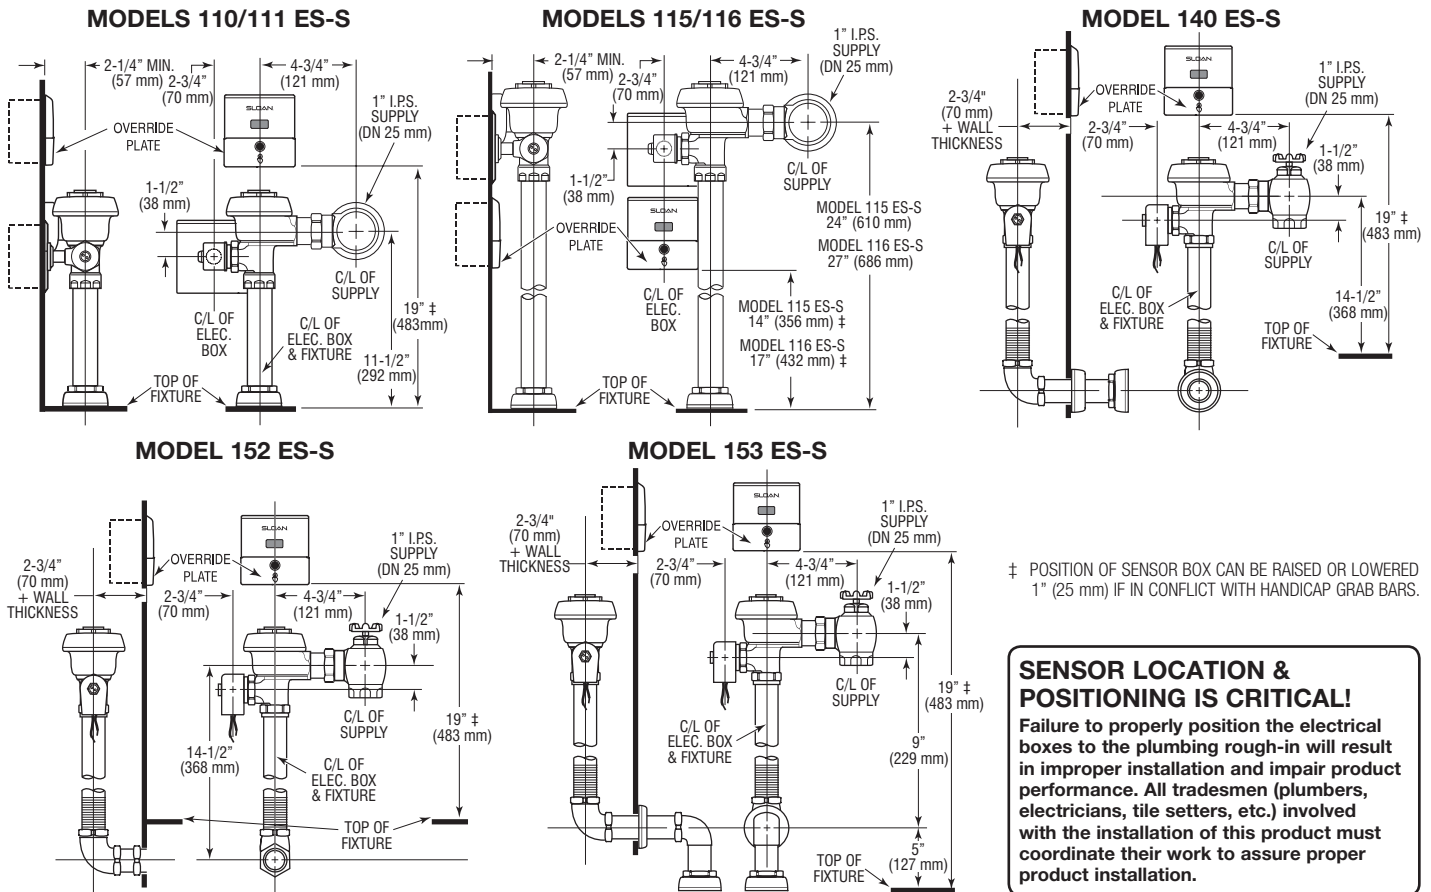 MODELS 110/111 ES-S
2-1/4” MIN.
(57 mm)
2-3/4”
(70 mm)
4-3/4”
(121 mm)
1” I.P.S.
SUPPLY
(DN 25 mm)
SLOAN
OVERRIDE
PLATE
1-1/2”
(38 mm)
C/L OF
SUPPLY
19” ‡
(483mm)
C/L OF
ELEC.
BOX
C/L OF
ELEC. BOX
& FIXTURE
11-1/2”
(292 mm)
TOP OF
FIXTURE
MODELS 115/116 ES-S
2-1/4” MIN.
(57 mm)
2-3/4”
(70 mm)
4-3/4”
(121 mm)
1” I.P.S.
SUPPLY
(DN 25 mm)
1-1/2”
(38 mm)
C/L OF
SUPPLY
SLOAN
OVERRIDE
PLATE
MODEL 115 ES-S
24” (610 mm)
MODEL 116 ES-S
27” (686 mm)
C/L OF
ELEC.
BOX
MODEL 115 ES-S
14” (356 mm) ‡
MODEL 116 ES-S
17” (432 mm) ‡
TOP OF
FIXTURE
MODEL 140 ES-S
2-3/4"
(70 mm)
+ WALL
THICKNESS
SLOAN
OVERRIDE
PLATE
1” I.P.S.
SUPPLY
(DN 25 mm)
2-3/4”
(70 mm)
4-3/4”
(121 mm)
1-1/2”
(38 mm)
19” ‡
(483 mm)
C/L OF
SUPPLY
C/L OF
ELEC. BOX
& FIXTURE
14-1/2”
(368 mm)
TOP OF
FIXTURE
MODEL 152 ES-S
2-3/4”
(70 mm)
+ WALL
THICKNESS
SLOAN
OVERRIDE
PLATE
1” I.P.S.
SUPPLY
(DN 25 mm)
2-3/4”
(70 mm)
4-3/4”
(121 mm)
1-1/2”
(38 mm)
C/L OF
SUPPLY
19” ‡
(483 mm)
14-1/2”
(368 mm)
C/L OF
ELEC. BOX
& FIXTURE
TOP OF
FIXTURE
MODEL 153 ES-S
2-3/4"
(70 mm)
+ WALL
THICKNESS
SLOAN
OVERRIDE
PLATE
1” I.P.S.
SUPPLY
(DN 25 mm)
2-3/4”
(70 mm)
4-3/4”
(121 mm)
1-1/2”
(38 mm)
C/L OF
SUPPLY
19” ‡
(483 mm)
C/L OF
ELEC. BOX
& FIXTURE
9”
(229 mm)
5”
(127 mm)
TOP OF
FIXTURE
‡ POSITION OF SENSOR BOX CAN BE RAISED OR LOWERED
1” (25 mm) IF IN CONFLICT WITH HANDICAP GRAB BARS.
SENSOR LOCATION &
POSITIONING IS CRITICAL!
Failure to properly position the electrical
boxes to the plumbing rough-in will result
in improper installation and impair product
performance. All tradesmen (plumbers,
electricians, tile setters, etc.) involved
with the installation of this product must
coordinate their work to assure proper
product installation.